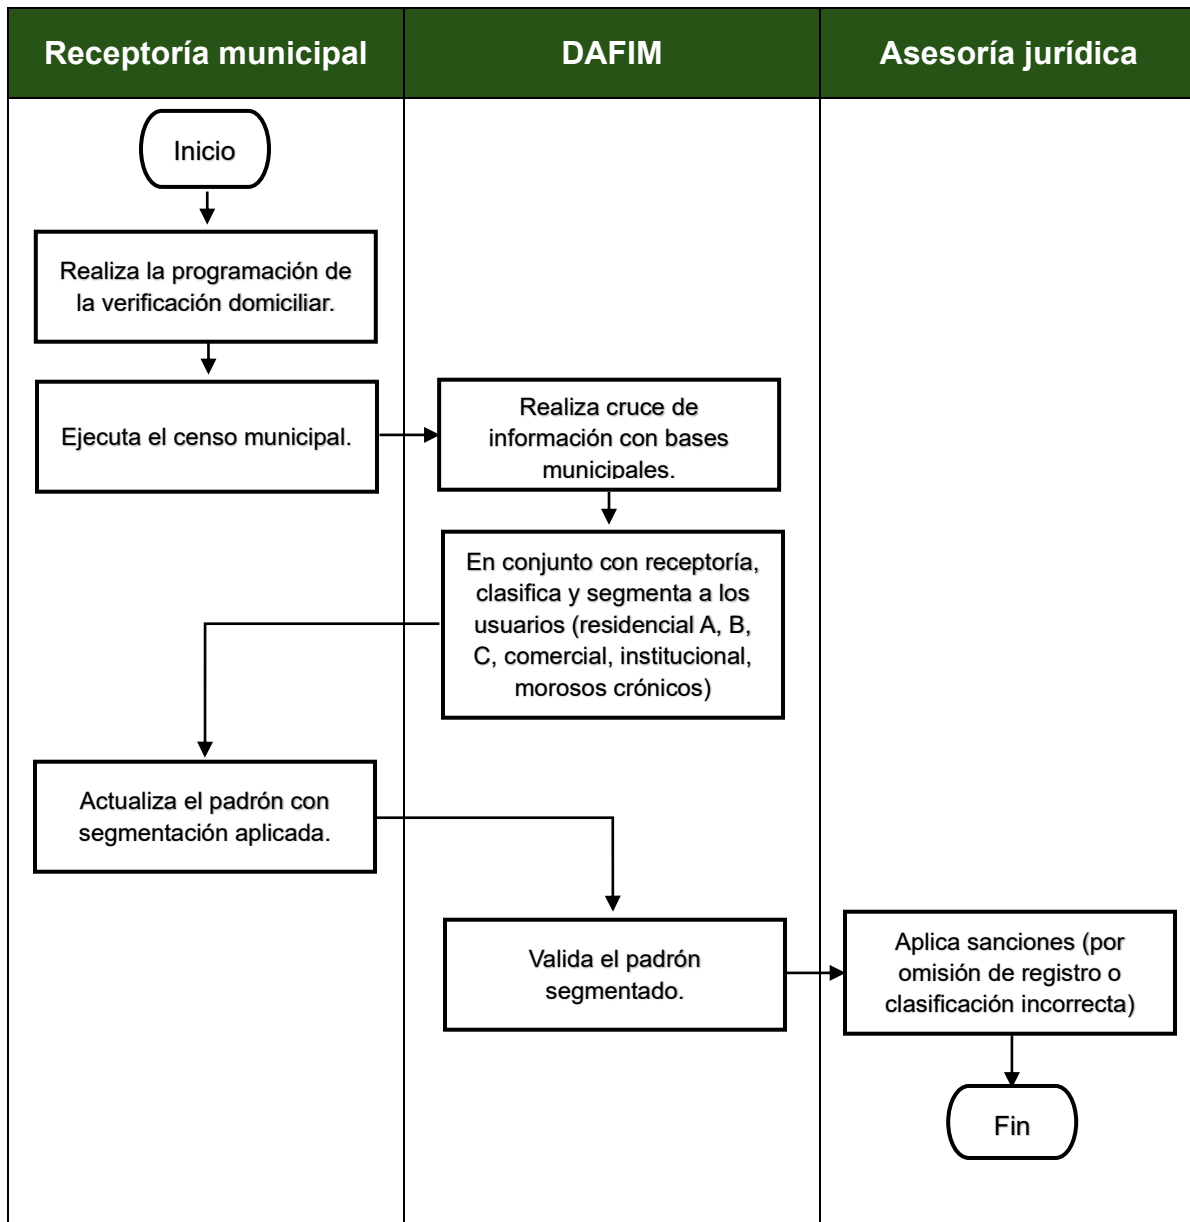 Receptoría municipal
DAFIM
Asesoría jurídica
Inicio
Realiza la programación de
la verificación domiciliar.
Ejecuta el censo municipal.
Realiza cruce de
información con bases
municipales.
En conjunto con receptoría,
clasifica y segmenta a los
usuarios (residencial A, B,
C, comercial, institucional,
morosos crónicos)
Actualiza el padrón con
segmentación aplicada.
Valida el padrón
segmentado.
Aplica sanciones (por
omisión de registro o
clasificación incorrecta)
Fin